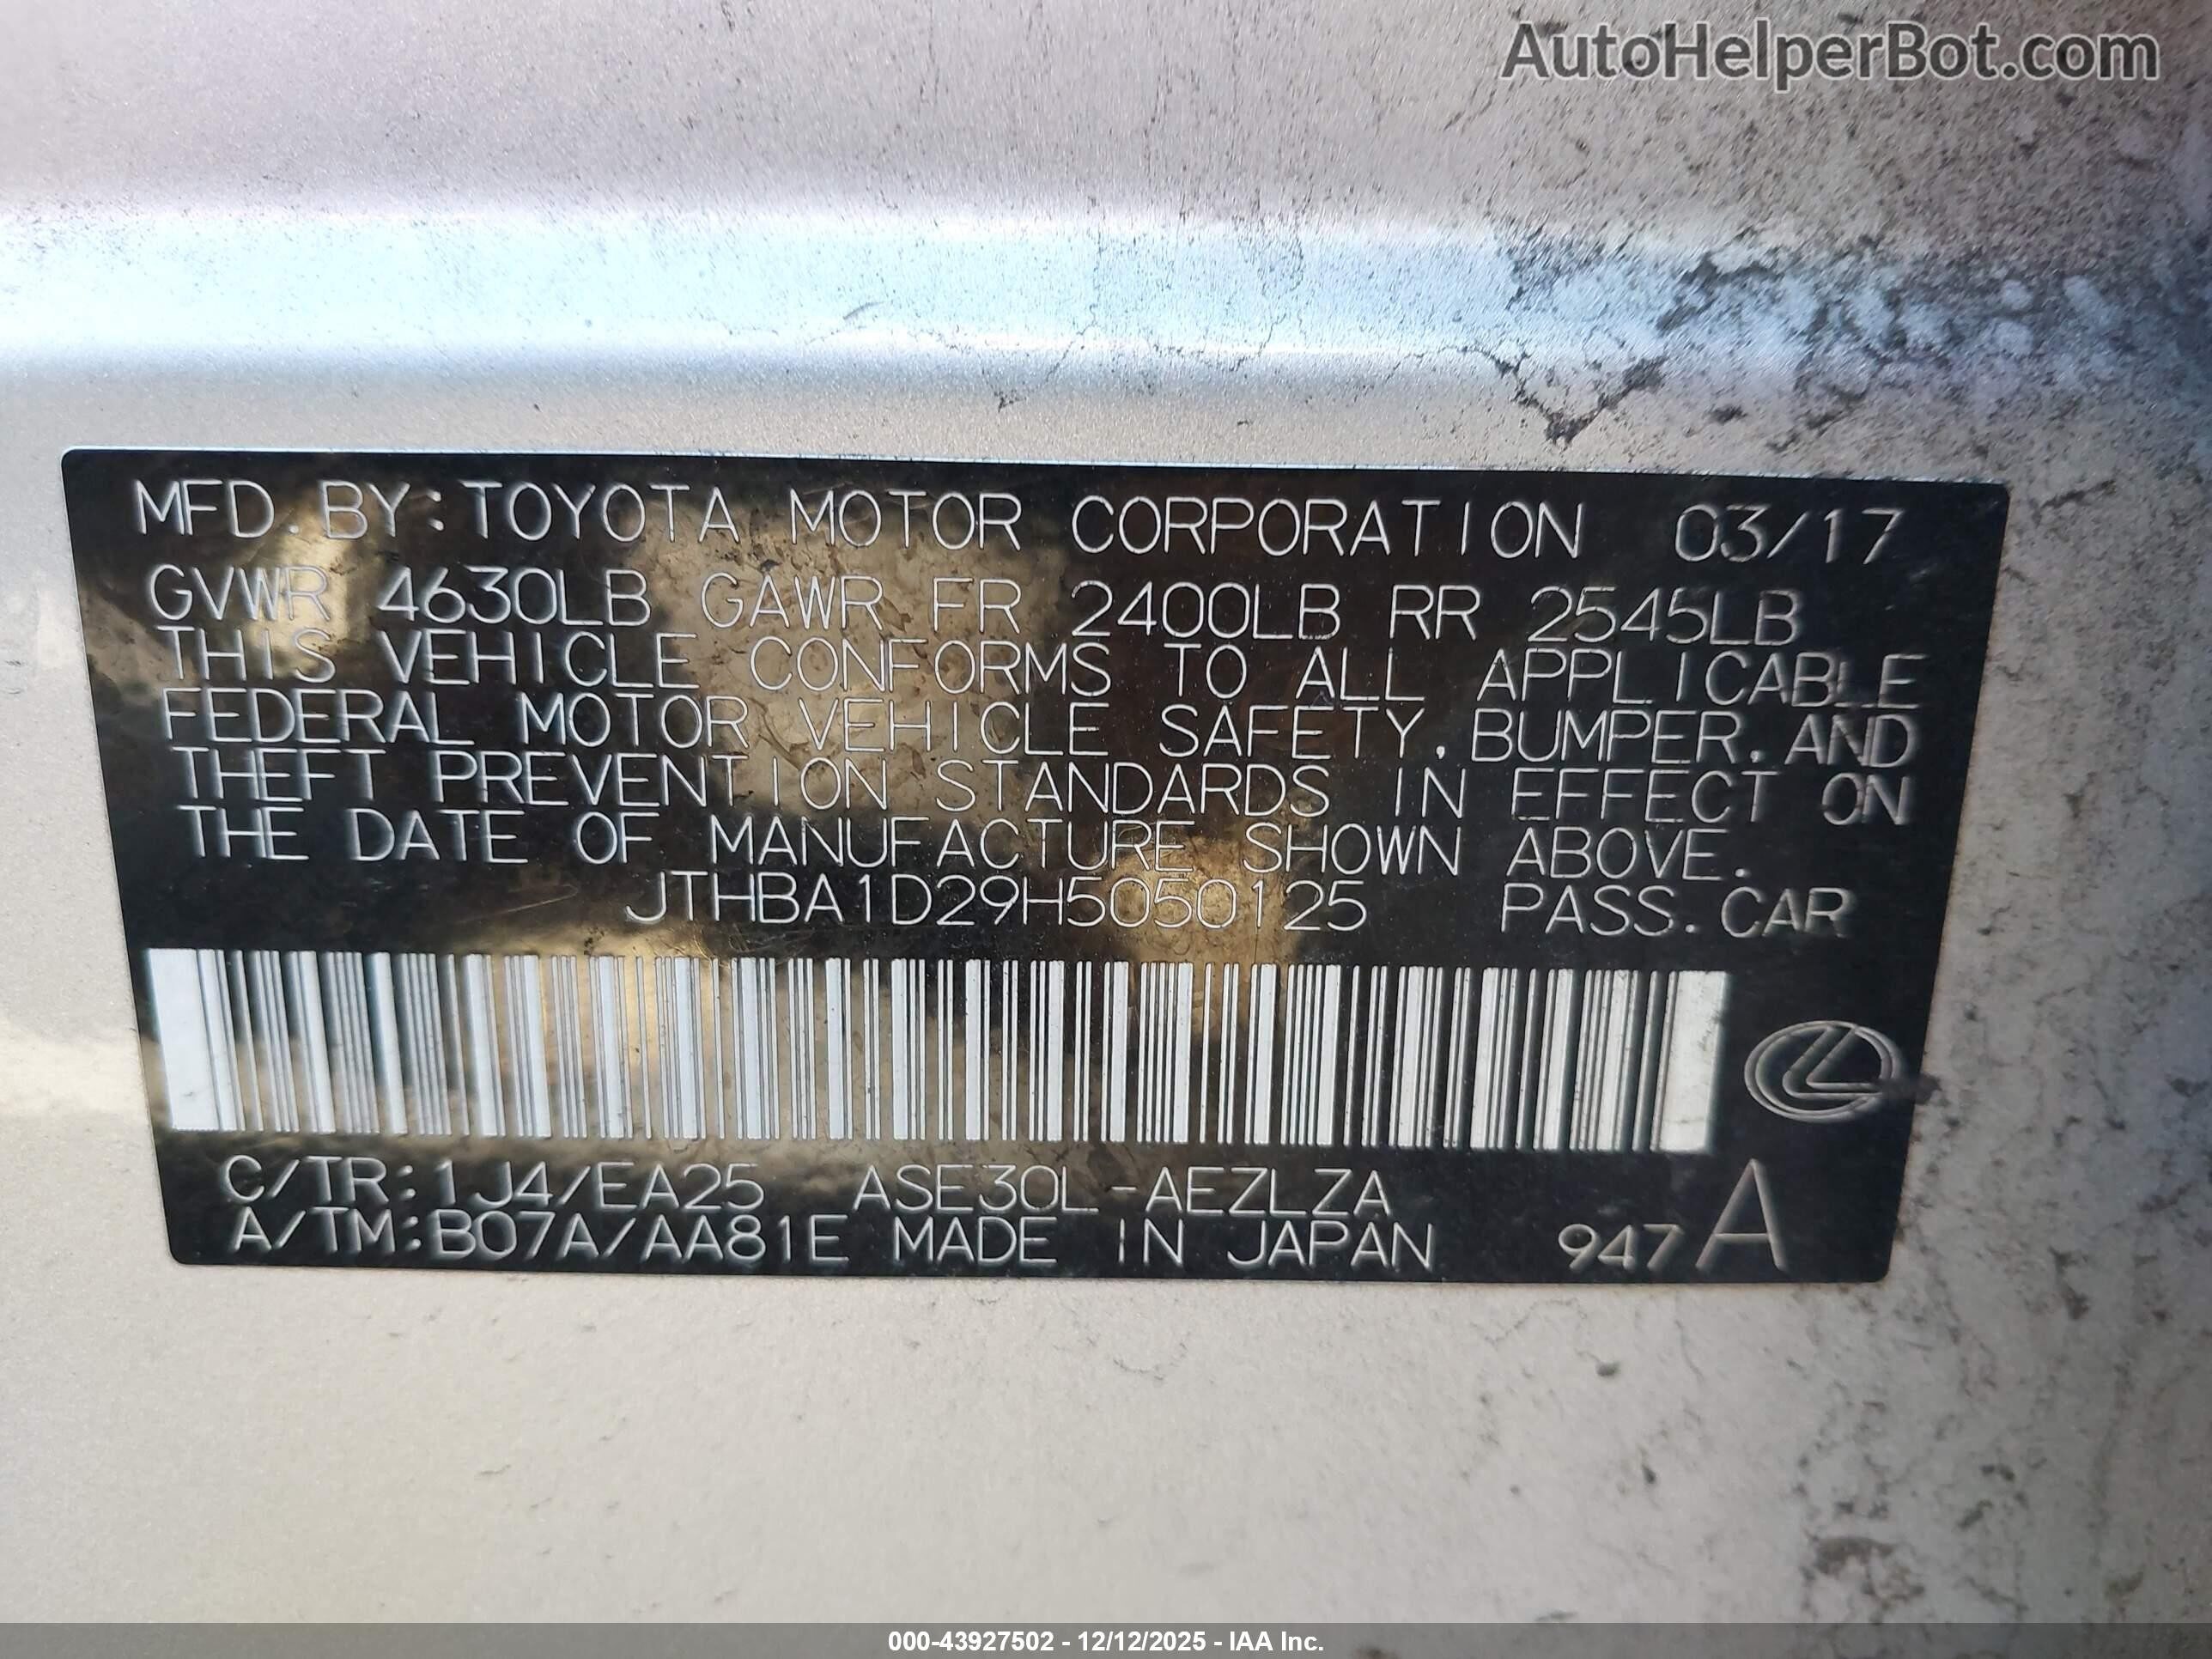 AutoHelperBot.com
MFD. BY: TOYOTA MOTOR CORPORATION 03/17
GVWR 4630LB GAWR FR 2400LB RR 2545LB
THIS VEHICLE CONFORMS TO ALL APPLICABLE
FEDERAL MOTOR VEHICLE SAFETY, BUMPER, AND
THEFT PREVENTION STANDARDS IN EFFECT ON
THE DATE OF MANUFACTURE SHOWN ABOVE.
JTHBA1D29H5050125 PASS. CAR
C/TR: 1J4/EA25 ASE30L-AEZLZA
A/TM: B07A/AA81E MADE IN JAPAN 947 A
000-43927502 - 12/12/2025 - IAA Inc.